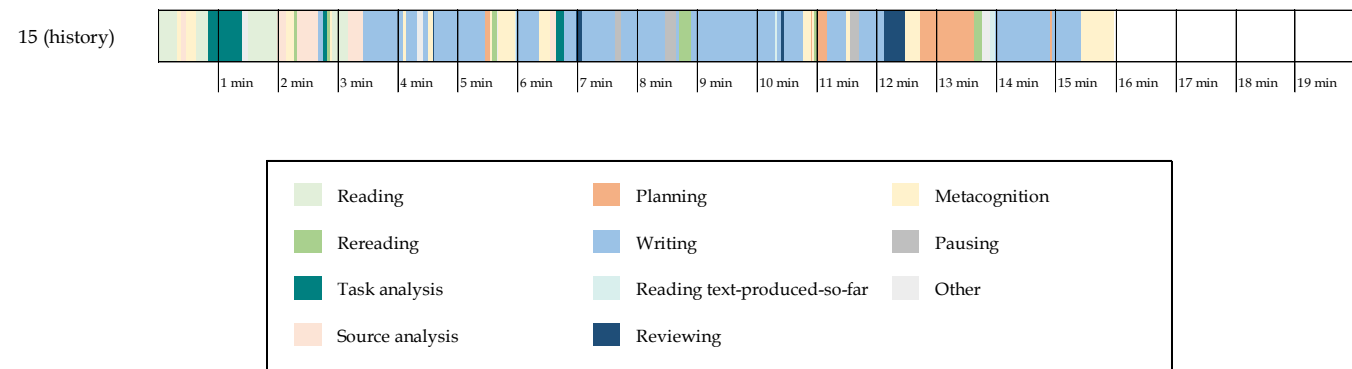 15 (history)
1 min 2 min 3 min 4 min 5 min 6 min 7 min 8 min 9 min 10 min 11 min 12 min 13 min 14 min 15 min 16 min 17 min 18 min 19 min
Reading Planning Metacognition
Rereading Writing Pausing
Task analysis Reading text-produced-so-far Other
Source analysis Reviewing